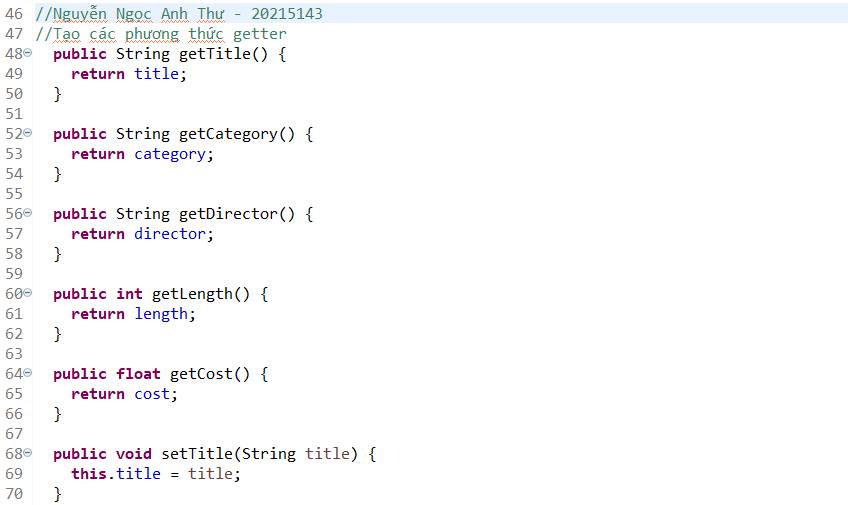 46 //Nguyễn Ngọc Anh Thư - 20215143
47 //Tạo các phương thức getter
48 public String getTitle() {
49 return title;
50 }
51
52 public String getCategory() {
53 return category;
54 }
55
56 public String getDirector() {
57 return director;
58 }
59
60 public int getLength() {
61 return length;
62 }
63
64 public float getCost() {
65 return cost;
66 }
67
68 public void setTitle(String title) {
69 this.title = title;
70 }